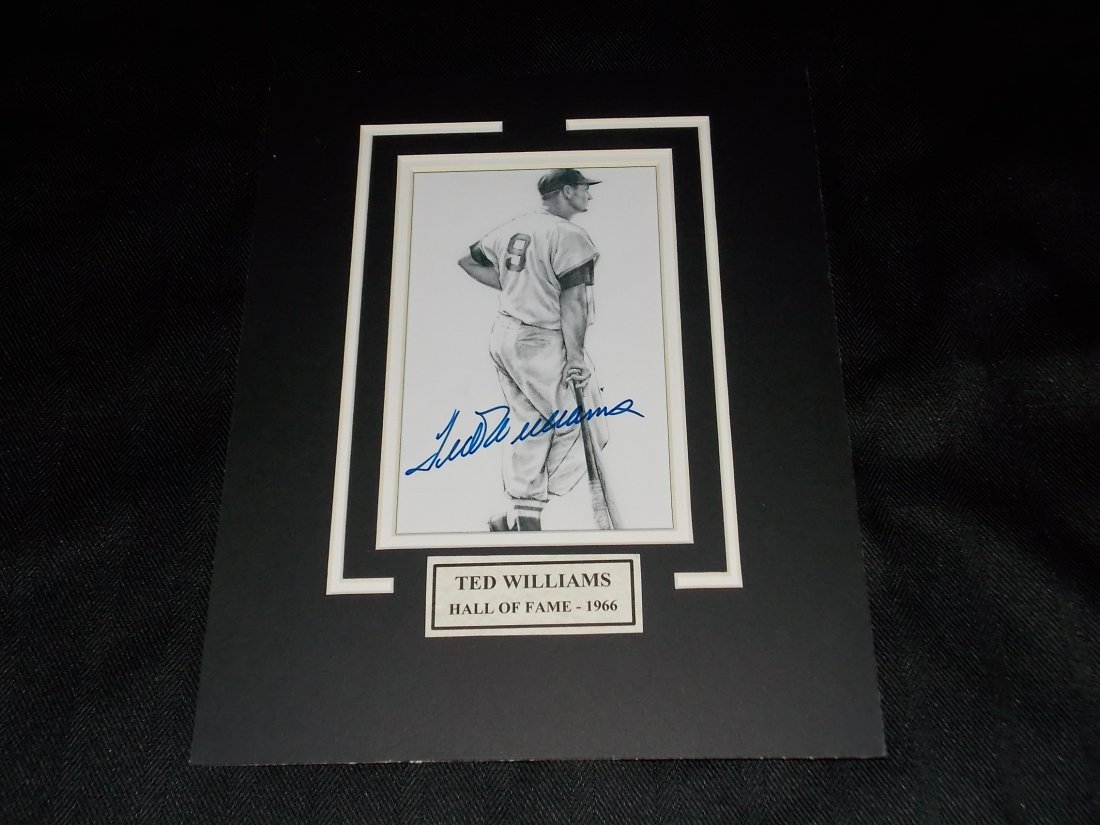 9
Ted Williams
TED WILLIAMS
HALL OF FAME - 1966